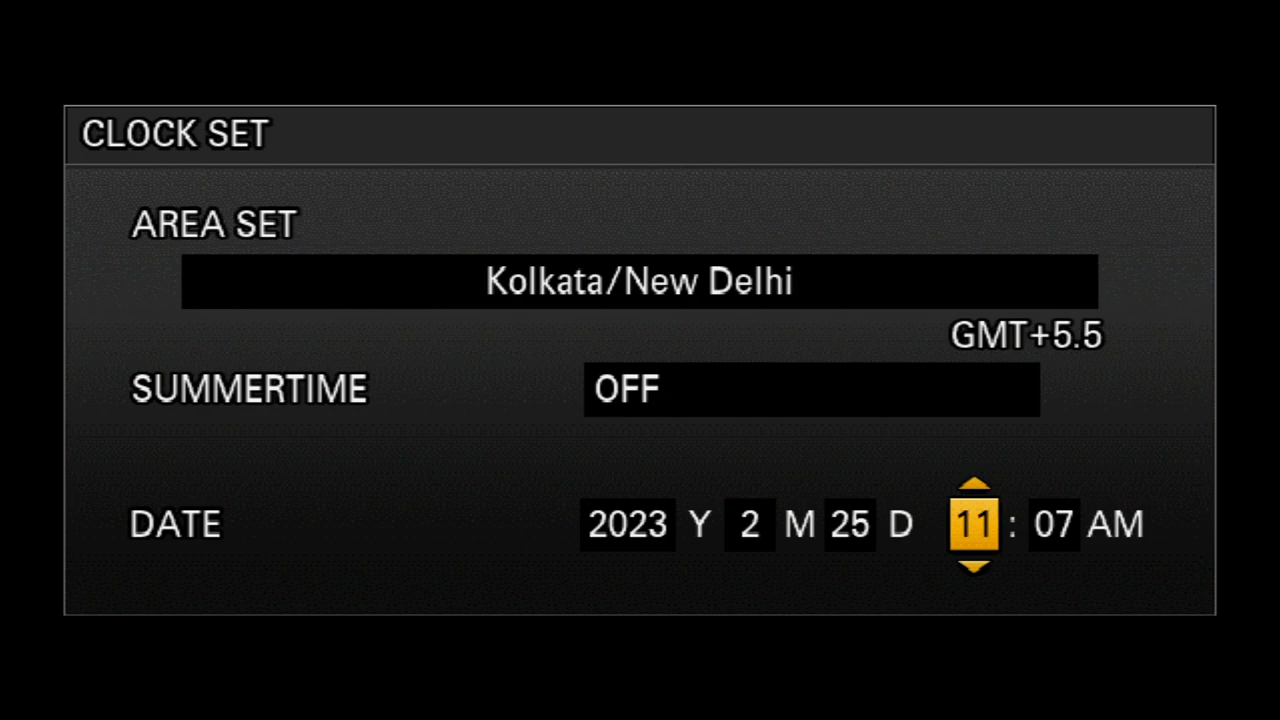 CLOCK SET
AREA SET
Kolkata/New Delhi
GMT+5.5
SUMMERTIME OFF
DATE 2023 Y 2 M 25 D 11 : 07 AM